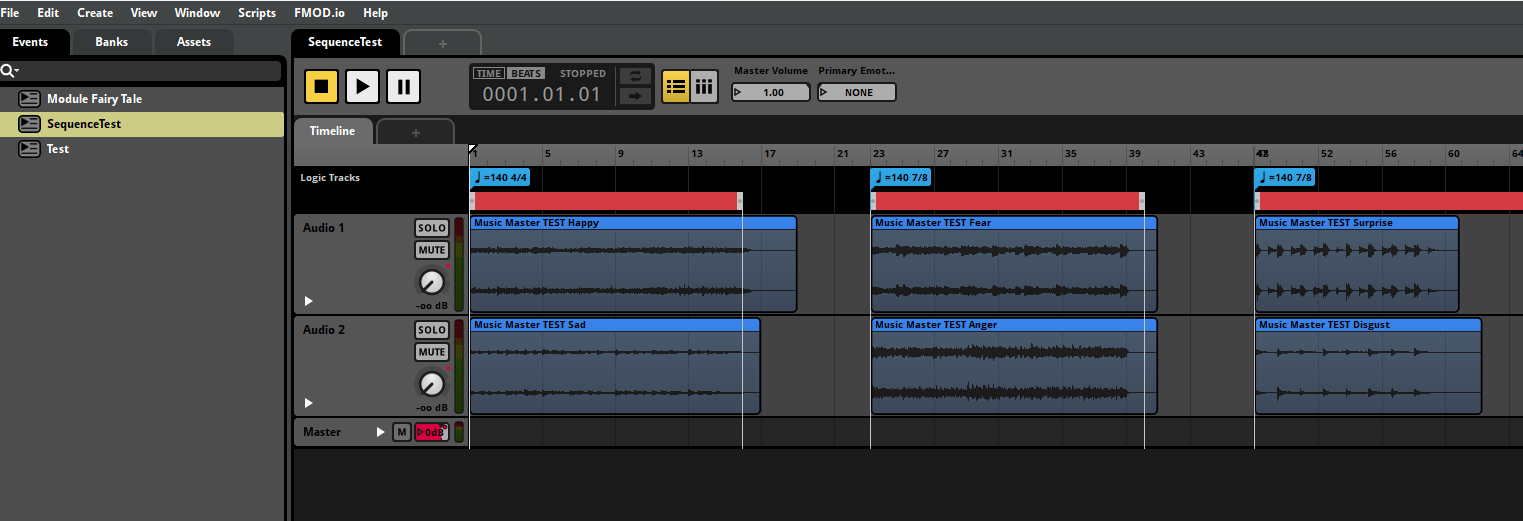 File Edit Create View Window Scripts FMOD.io Help
Events Banks Assets
SequenceTest +
TIME BEATS STOPPED
0001.01.01
Master Volume Primary Emot...
1.00 NONE
Module Fairy Tale
SequenceTest
Test
Timeline +
1 5 9 13 17 21 23 27 31 35 39 43 52 56 60 64
Logic Tracks
♩=140 4/4 ♩=140 7/8 ♩=140 7/8
Audio 1 SOLO
MUTE
-oo dB
Music Master TEST Happy Music Master TEST Fear Music Master TEST Surprise
Audio 2 SOLO
MUTE
-oo dB
Music Master TEST Sad Music Master TEST Anger Music Master TEST Disgust
Master M 0dB